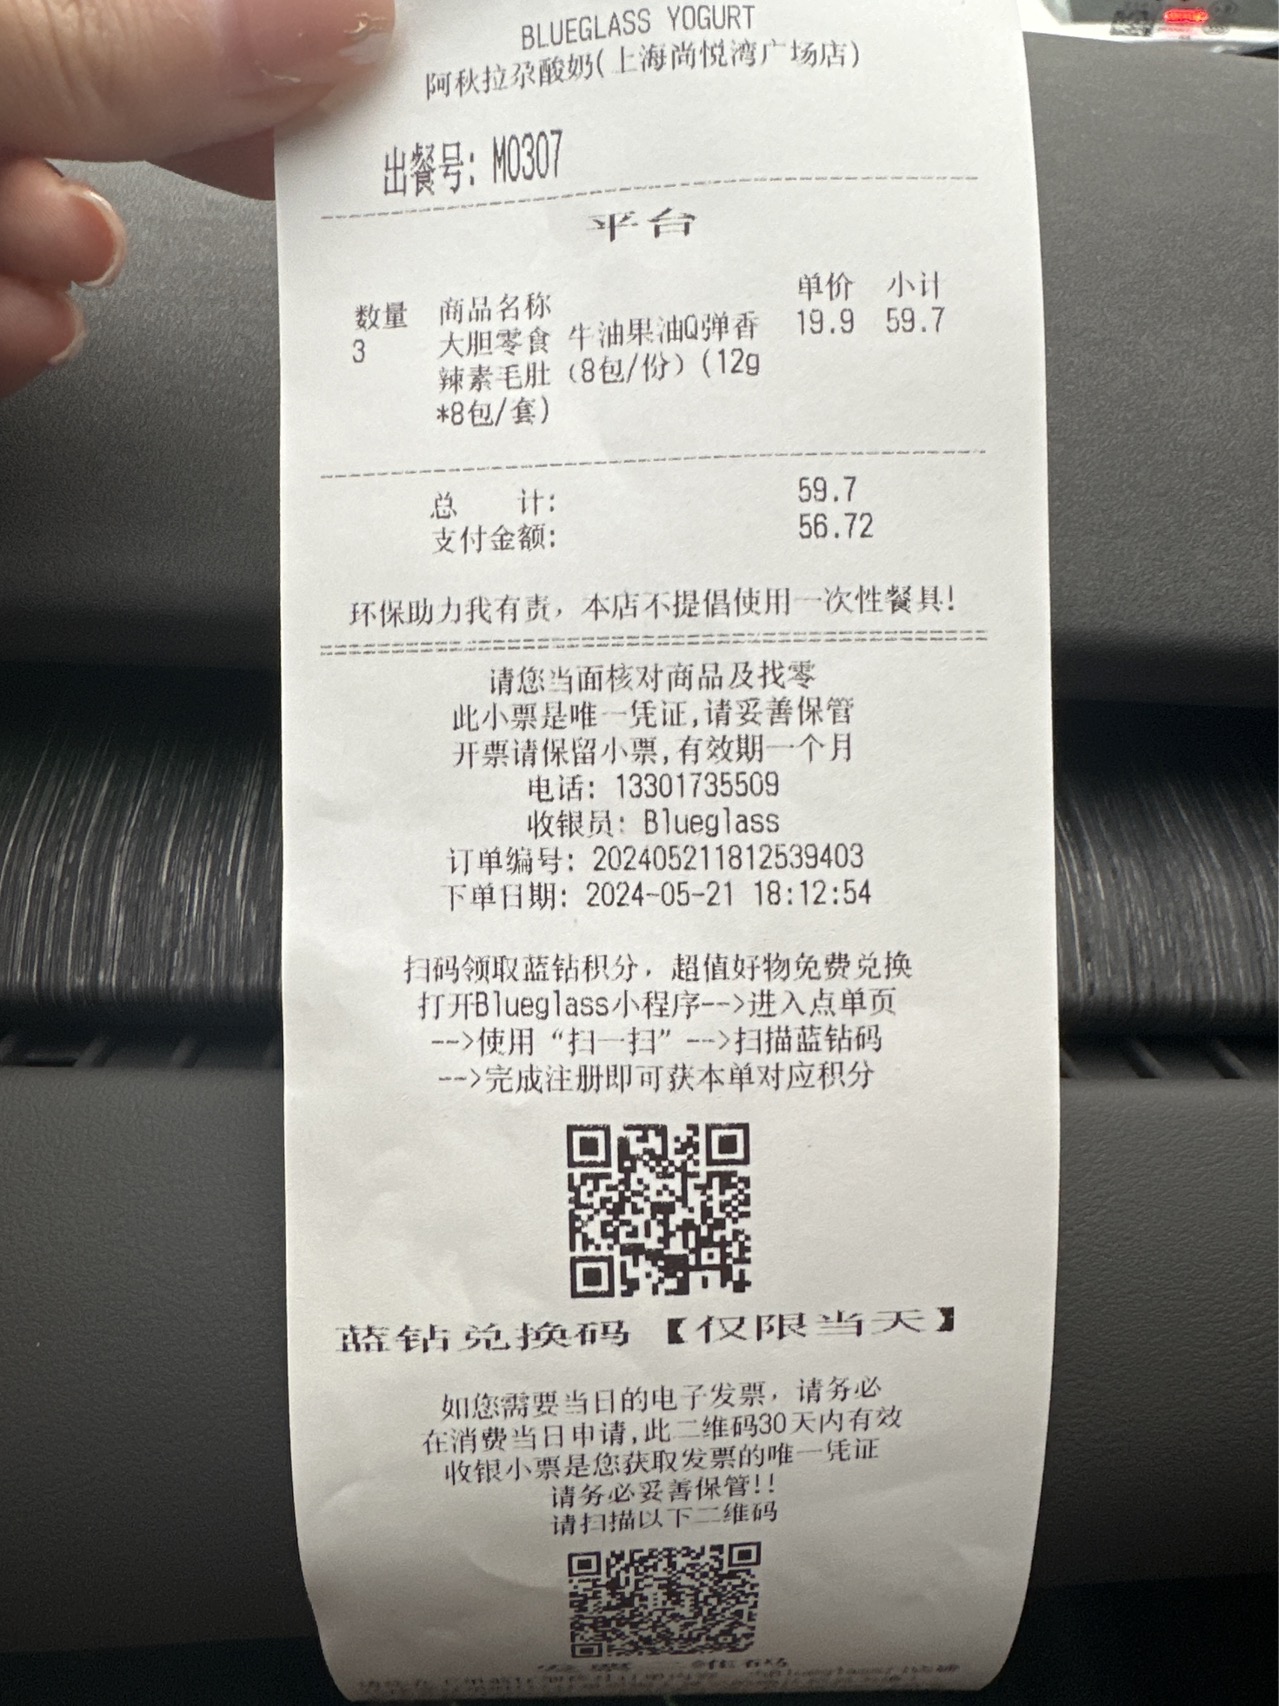 BLUEGLASS YOGURT
阿秋拉尕酸奶(上海尚悦湾广场店)
出餐号: M0307
平台
数量 商品名称 单价 小计
3 大胆零食 牛油果油Q弹香 19.9 59.7
辣素毛肚（8包/份）(12g
*8包/套)
总 计: 59.7
支付金额: 56.72
环保助力我有责，本店不提倡使用一次性餐具!
请您当面核对商品及找零
此小票是唯一凭证,请妥善保管
开票请保留小票,有效期一个月
电话: 13301735509
收银员: Blueglass
订单编号: 202405211812539403
下单日期: 2024-05-21 18:12:54
扫码领取蓝钻积分，超值好物免费兑换
打开Blueglass小程序-->进入点单页
-->使用“扫一扫”-->扫描蓝钻码
-->完成注册即可获本单对应积分
蓝钻兑换码【仅限当天】
如您需要当日的电子发票，请务必
在消费当日申请,此二维码30天内有效
收银小票是您获取发票的唯一凭证
请务必妥善保管!!
请扫描以下二维码